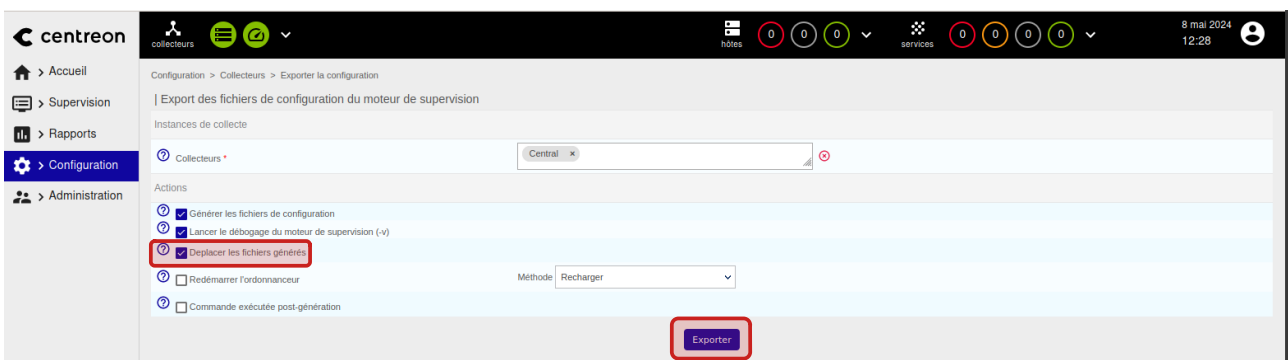 centreon
collecteurs
hôtes
0 0 0
services
0 0 0 0
8 mai 2024
12:28
Accueil
Supervision
Rapports
Configuration
Administration
Configuration > Collecteurs > Exporter la configuration
| Export des fichiers de configuration du moteur de supervision
Instances de collecte
Collecteurs *
Central ×
Actions
Générer les fichiers de configuration
Lancer le débogage du moteur de supervision (-v)
Deplacer les fichiers générés
Redémarrer l'ordonnanceur
Méthode Recharger
Commande exécutée post-génération
Exporter